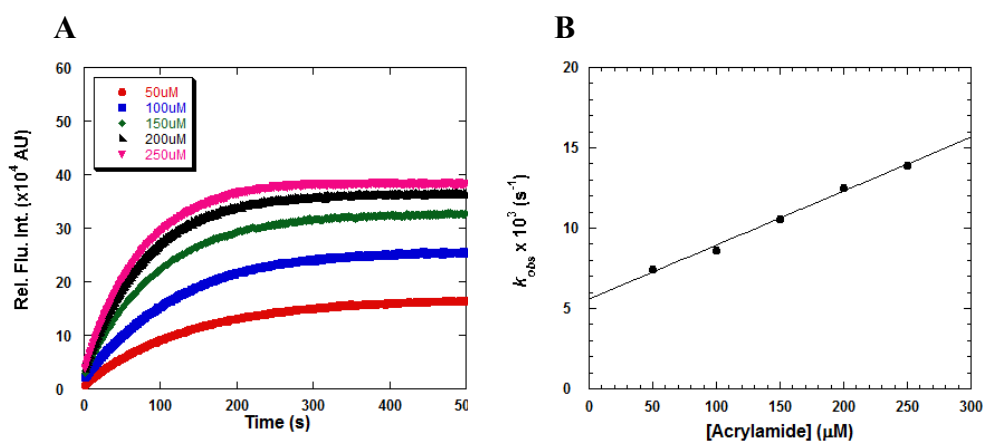 A
60
50
40
30
20
10
0
50uM
100uM
150uM
200uM
250uM
Rel. Flu. Int. (x10⁴ AU)
0 100 200 300 400 50
Time (s)
B
20
15
10
5
0
k_obs x 10³ (s⁻¹)
0 50 100 150 200 250 300
[Acrylamide] (µM)